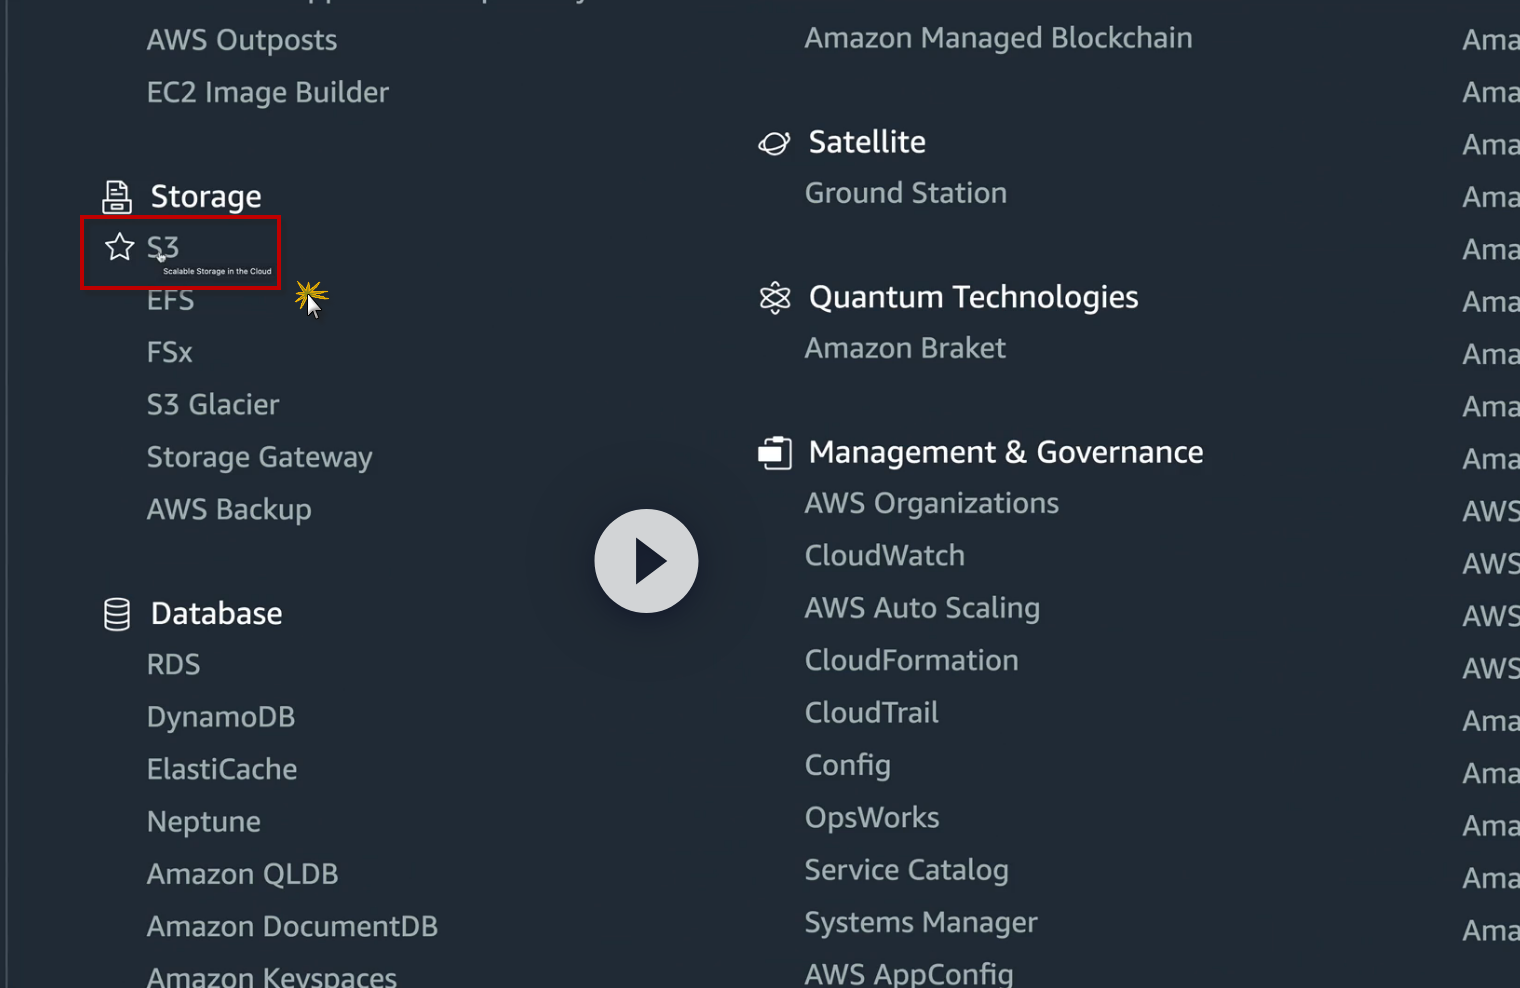 AWS Outposts
EC2 Image Builder
Storage
S3
Scalable Storage in the Cloud
EFS
FSx
S3 Glacier
Storage Gateway
AWS Backup
Database
RDS
DynamoDB
ElastiCache
Neptune
Amazon QLDB
Amazon DocumentDB
Amazon Keyspaces
Amazon Managed Blockchain
Satellite
Ground Station
Quantum Technologies
Amazon Braket
Management & Governance
AWS Organizations
CloudWatch
AWS Auto Scaling
CloudFormation
CloudTrail
Config
OpsWorks
Service Catalog
Systems Manager
AWS AppConfig
Ama
Ama
Ama
Ama
Ama
Ama
Ama
Ama
Ama
AWS
AWS
AWS
AWS
Ama
Ama
Ama
Ama
Ama